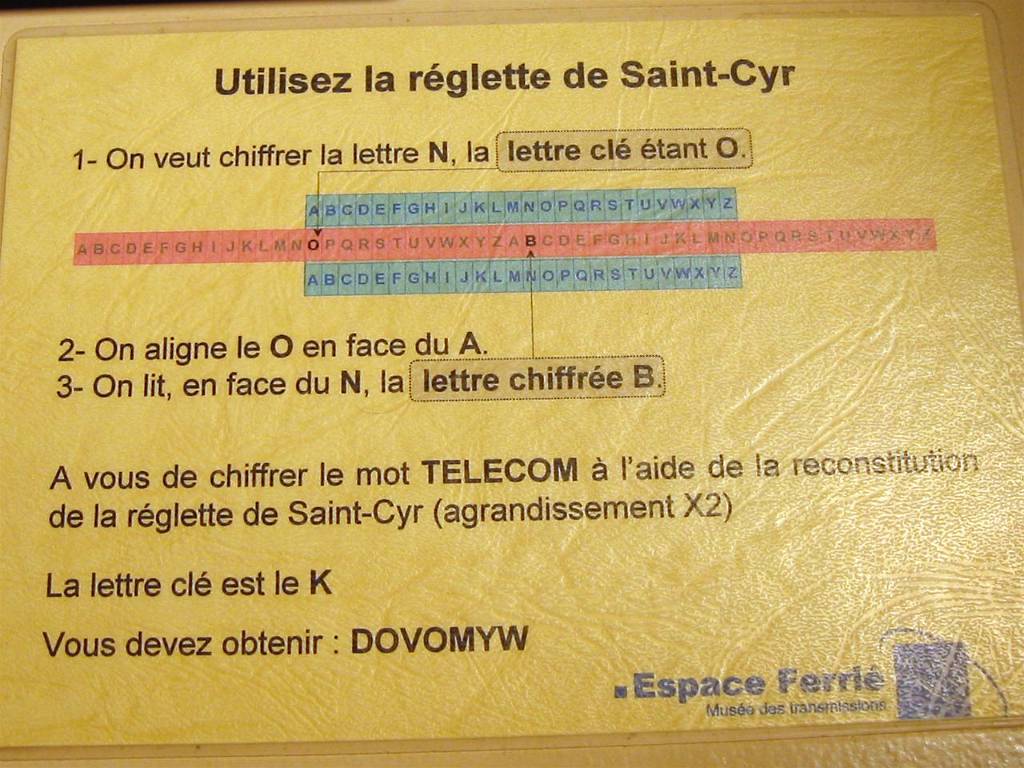 Utilisez la réglette de Saint-Cyr
1- On veut chiffrer la lettre N, la lettre clé étant O.
ABCDEFGHIJKLMNOPQRSTUVWXYZ
ABCDEFGHIJKLMNOPQRSTUVWXYZABCDEFGHIJKLMNOPQRSTUVWXYZ
ABCDEFGHIJKLMNOPQRSTUVWXYZ
2- On aligne le O en face du A.
3- On lit, en face du N, la lettre chiffrée B.
A vous de chiffrer le mot TELECOM à l'aide de la reconstitution
de la réglette de Saint-Cyr (agrandissement X2)
La lettre clé est le K
Vous devez obtenir : DOVOMYW
Espace Ferrié
Musée des transmissions